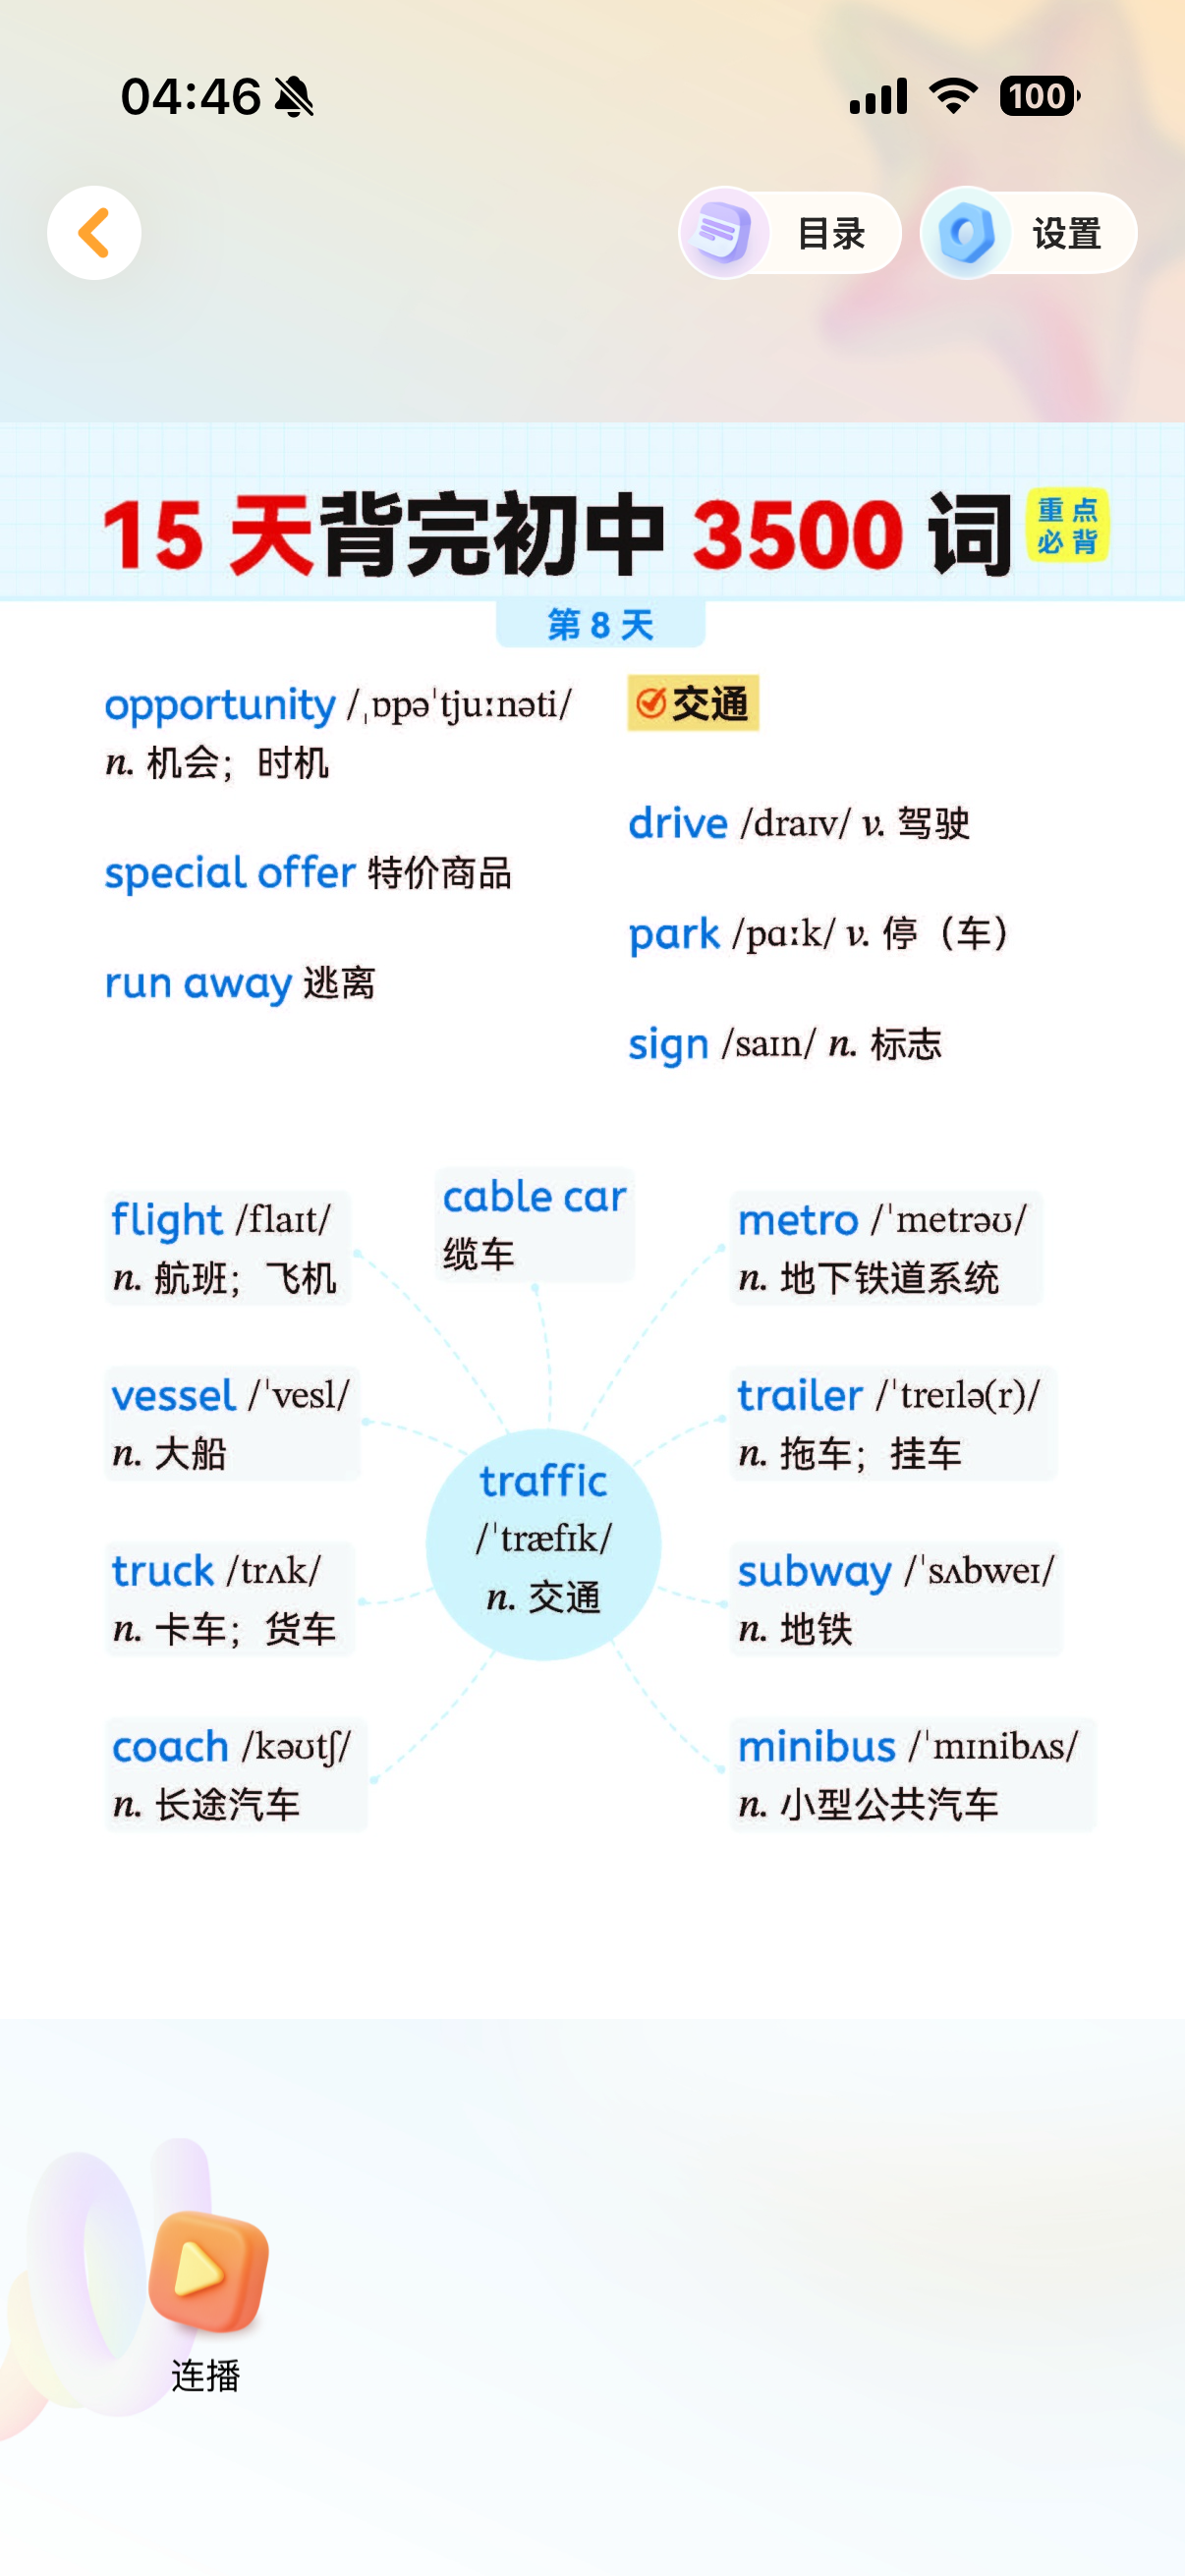 04:46
100
目录
设置
15 天背完初中 3500 词
重点
必背
第 8 天
opportunity /ˌɒpəˈtjuːnəti/
n. 机会；时机
special offer 特价商品
run away 逃离
交通
drive /draɪv/ v. 驾驶
park /pɑːk/ v. 停（车）
sign /saɪn/ n. 标志
flight /flaɪt/
n. 航班；飞机
cable car
缆车
metro /ˈmetrəʊ/
n. 地下铁道系统
vessel /ˈvesl/
n. 大船
trailer /ˈtreɪlə(r)/
n. 拖车；挂车
traffic
/ˈtræfɪk/
n. 交通
truck /trʌk/
n. 卡车；货车
subway /ˈsʌbweɪ/
n. 地铁
coach /kəʊtʃ/
n. 长途汽车
minibus /ˈmɪnibʌs/
n. 小型公共汽车
连播